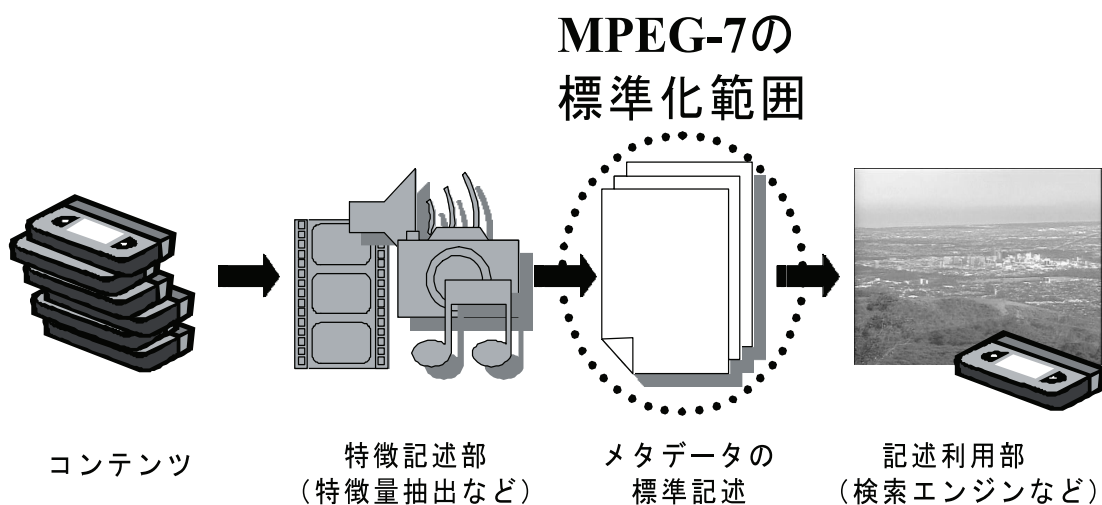 MPEG-7の
標準化範囲
コンテンツ
特徴記述部
（特徴量抽出など）
メタデータの
標準記述
記述利用部
（検索エンジンなど）